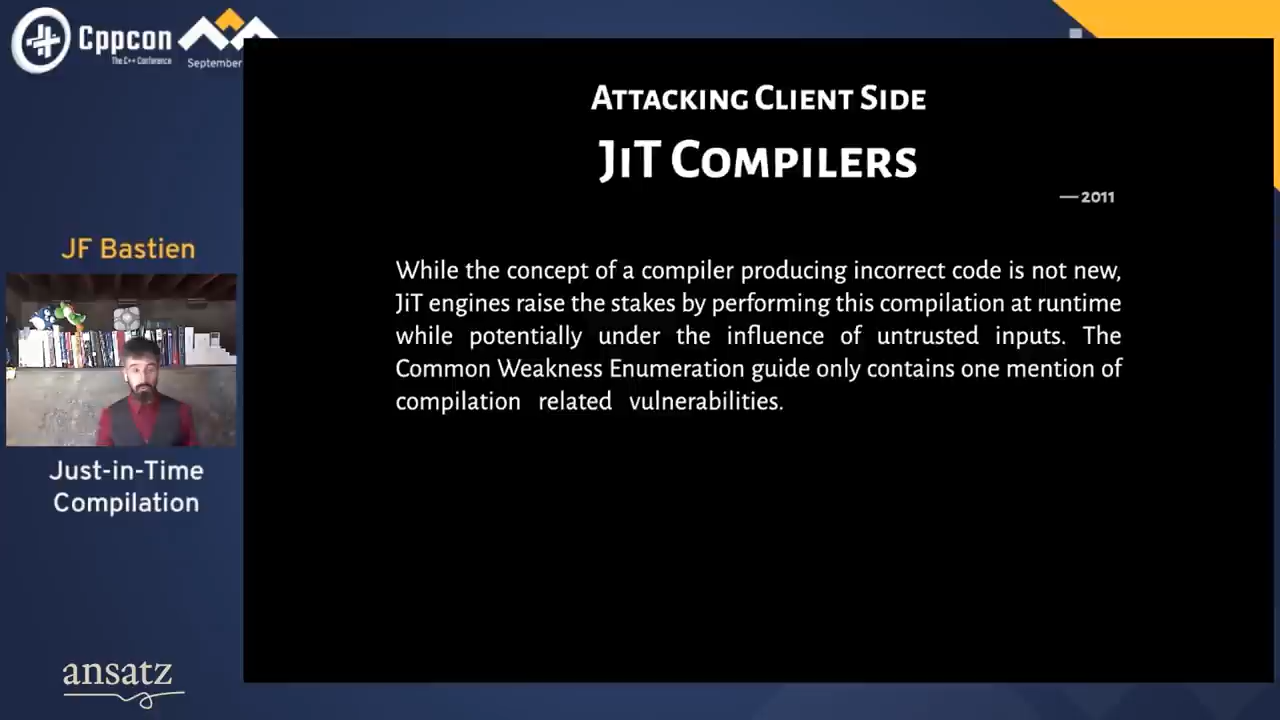 Cppcon
The C++ Conference
September
ATTACKING CLIENT SIDE
JIT COMPILERS
— 2011
While the concept of a compiler producing incorrect code is not new,
JiT engines raise the stakes by performing this compilation at runtime
while potentially under the influence of untrusted inputs. The
Common Weakness Enumeration guide only contains one mention of
compilation related vulnerabilities.
JF Bastien
Just-in-Time
Compilation
ansatz